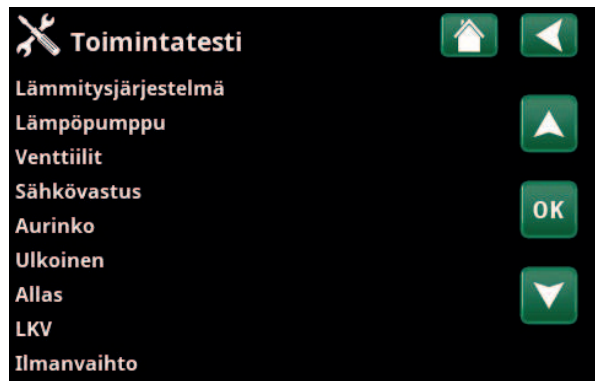 Toimintatesti
Lämmitysjärjestelmä
Lämpöpumppu
Venttiilit
Sähkövastus
OK
Aurinko
Ulkoinen
Allas
LKV
Ilmanvaihto